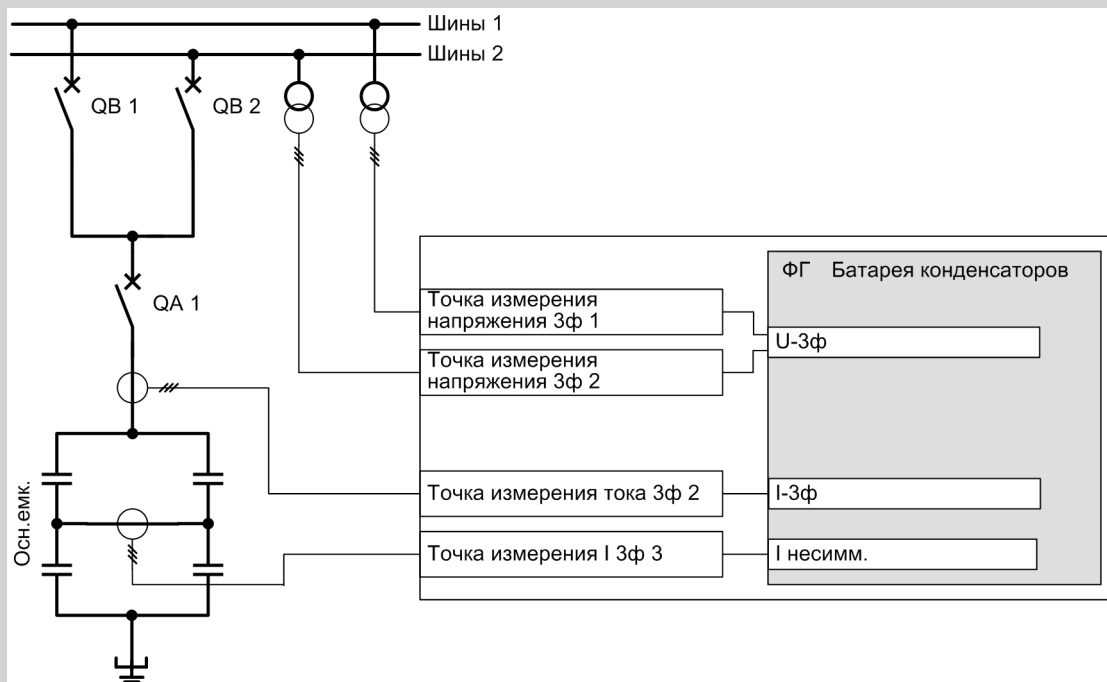 Шины 1
Шины 2
QB 1
QB 2
ФГ Батарея конденсаторов
QA 1
Точка измерения
напряжения 3ф 1
U-3ф
Точка измерения
напряжения 3ф 2
Осн.емк.
Точка измерения тока 3ф 2
I-3ф
Точка измерения I 3ф 3
I несимм.